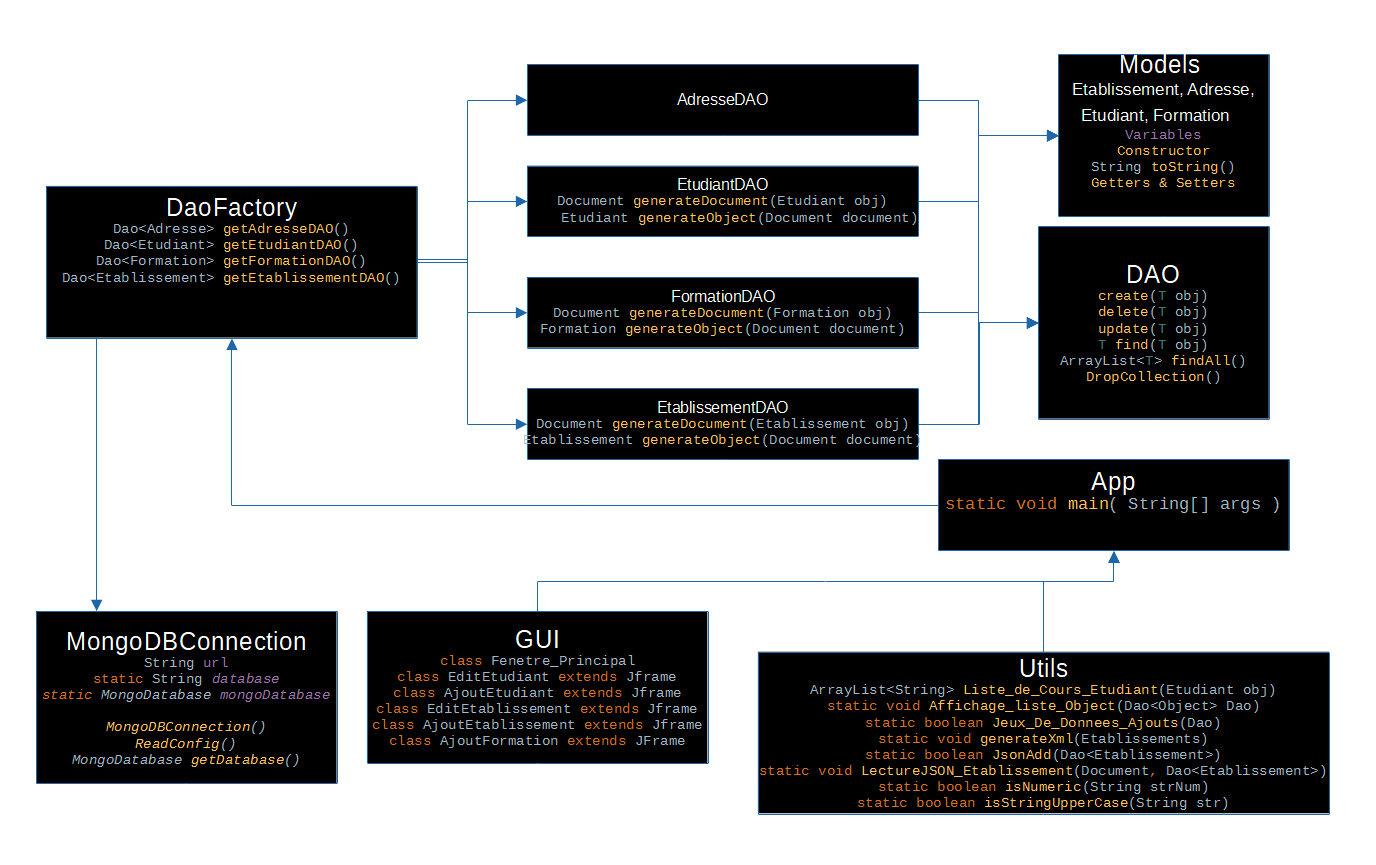 DaoFactory
Dao<Adresse> getAdresseDAO()
Dao<Etudiant> getEtudiantDAO()
Dao<Formation> getFormationDAO()
Dao<Etablissement> getEtablissementDAO()
AdresseDAO
EtudiantDAO
Document generateDocument(Etudiant obj)
Etudiant generateObject(Document document)
FormationDAO
Document generateDocument(Formation obj)
Formation generateObject(Document document)
EtablissementDAO
Document generateDocument(Etablissement obj)
Etablissement generateObject(Document document)
Models
Etablissement, Adresse,
Etudiant, Formation
Variables
Constructor
String toString()
Getters & Setters
DAO
create(T obj)
delete(T obj)
update(T obj)
T find(T obj)
ArrayList<T> findAll()
DropCollection()
App
static void main( String[] args )
MongoDBConnection
String url
static String database
static MongoDatabase mongoDatabase
MongoDBConnection()
ReadConfig()
MongoDatabase getDatabase()
GUI
class Fenetre_Principal
class EditEtudiant extends Jframe
class AjoutEtudiant extends Jframe
class EditEtablissement extends Jframe
class AjoutEtablissement extends Jframe
class AjoutFormation extends JFrame
Utils
ArrayList<String> Liste_de_Cours_Etudiant(Etudiant obj)
static void Affichage_liste_Object(Dao<Object> Dao)
static boolean Jeux_De_Donnees_Ajouts(Dao)
static void generateXml(Etablissements)
static boolean JsonAdd(Dao<Etablissement>)
static void LectureJSON_Etablissement(Document, Dao<Etablissement>)
static boolean isNumeric(String strNum)
static boolean isStringUpperCase(String str)